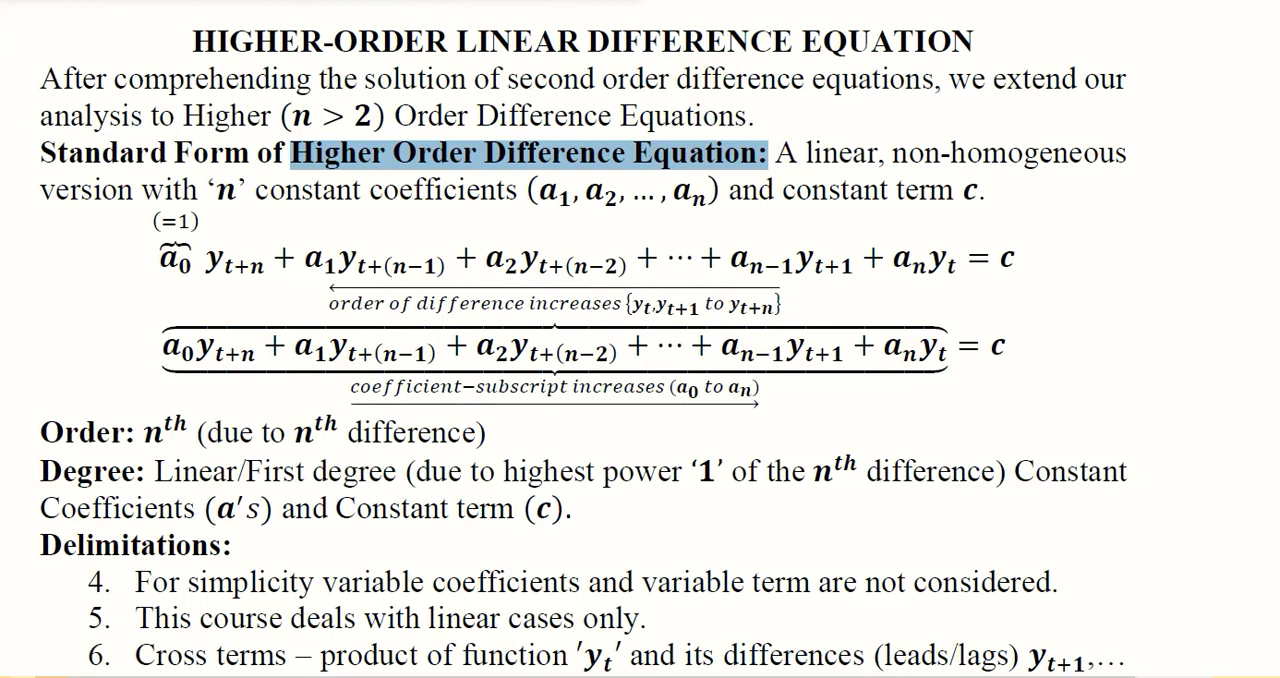 HIGHER-ORDER LINEAR DIFFERENCE EQUATION
After comprehending the solution of second order difference equations, we extend our
analysis to Higher (n > 2) Order Difference Equations.
Standard Form of Higher Order Difference Equation: A linear, non-homogeneous
version with ‘n’ constant coefficients (a₁, a₂, … , aₙ) and constant term c.
(=1)
a₀ yₜ₊ₙ + a₁yₜ₊₍ₙ₋₁₎ + a₂yₜ₊₍ₙ₋₂₎ + ⋯ + aₙ₋₁yₜ₊₁ + aₙyₜ = c
order of difference increases {yₜ,yₜ₊₁ to yₜ₊ₙ}
a₀yₜ₊ₙ + a₁yₜ₊₍ₙ₋₁₎ + a₂yₜ₊₍ₙ₋₂₎ + ⋯ + aₙ₋₁yₜ₊₁ + aₙyₜ = c
coefficient−subscript increases (a₀ to aₙ)
Order: nᵗʰ (due to nᵗʰ difference)
Degree: Linear/First degree (due to highest power ‘1’ of the nᵗʰ difference) Constant
Coefficients (a′s) and Constant term (c).
Delimitations:
4. For simplicity variable coefficients and variable term are not considered.
5. This course deals with linear cases only.
6. Cross terms – product of function ′yₜ′ and its differences (leads/lags) yₜ₊₁,…